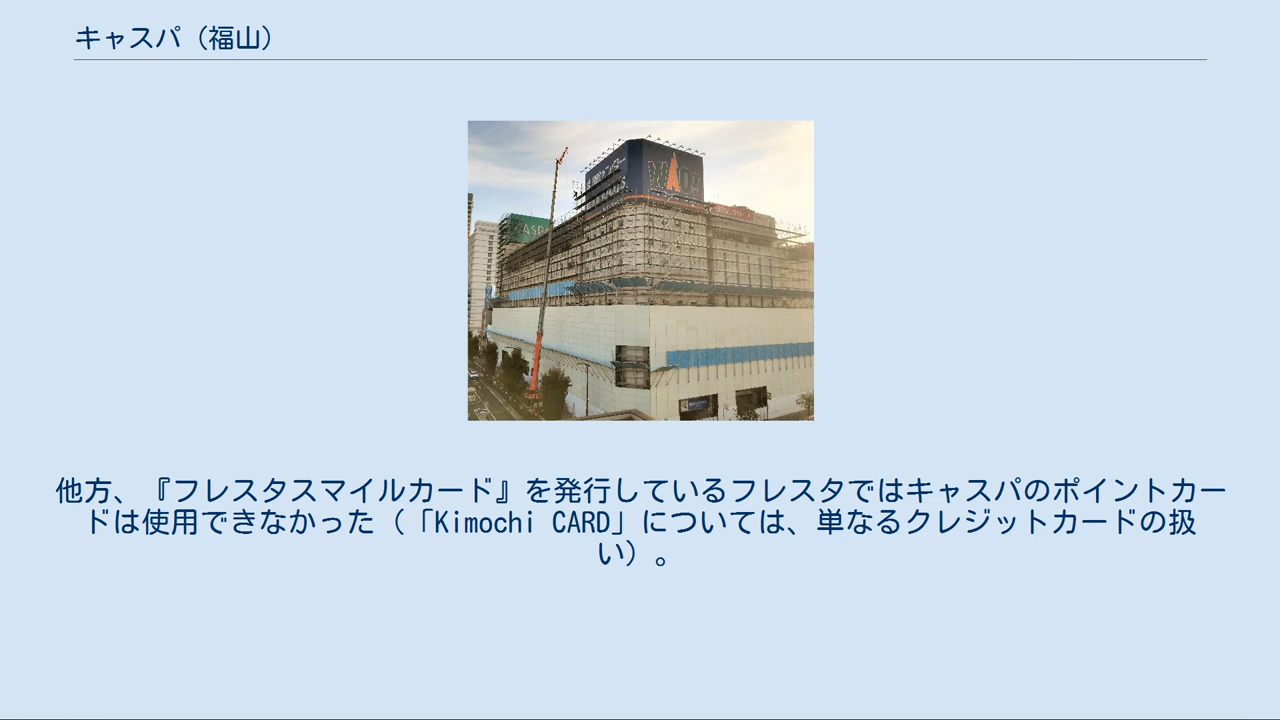 キャスパ（福山）
他方、『フレスタスマイルカード』を発行しているフレスタではキャスパのポイントカー
ドは使用できなかった（「Kimochi CARD」については、単なるクレジットカードの扱
い）。